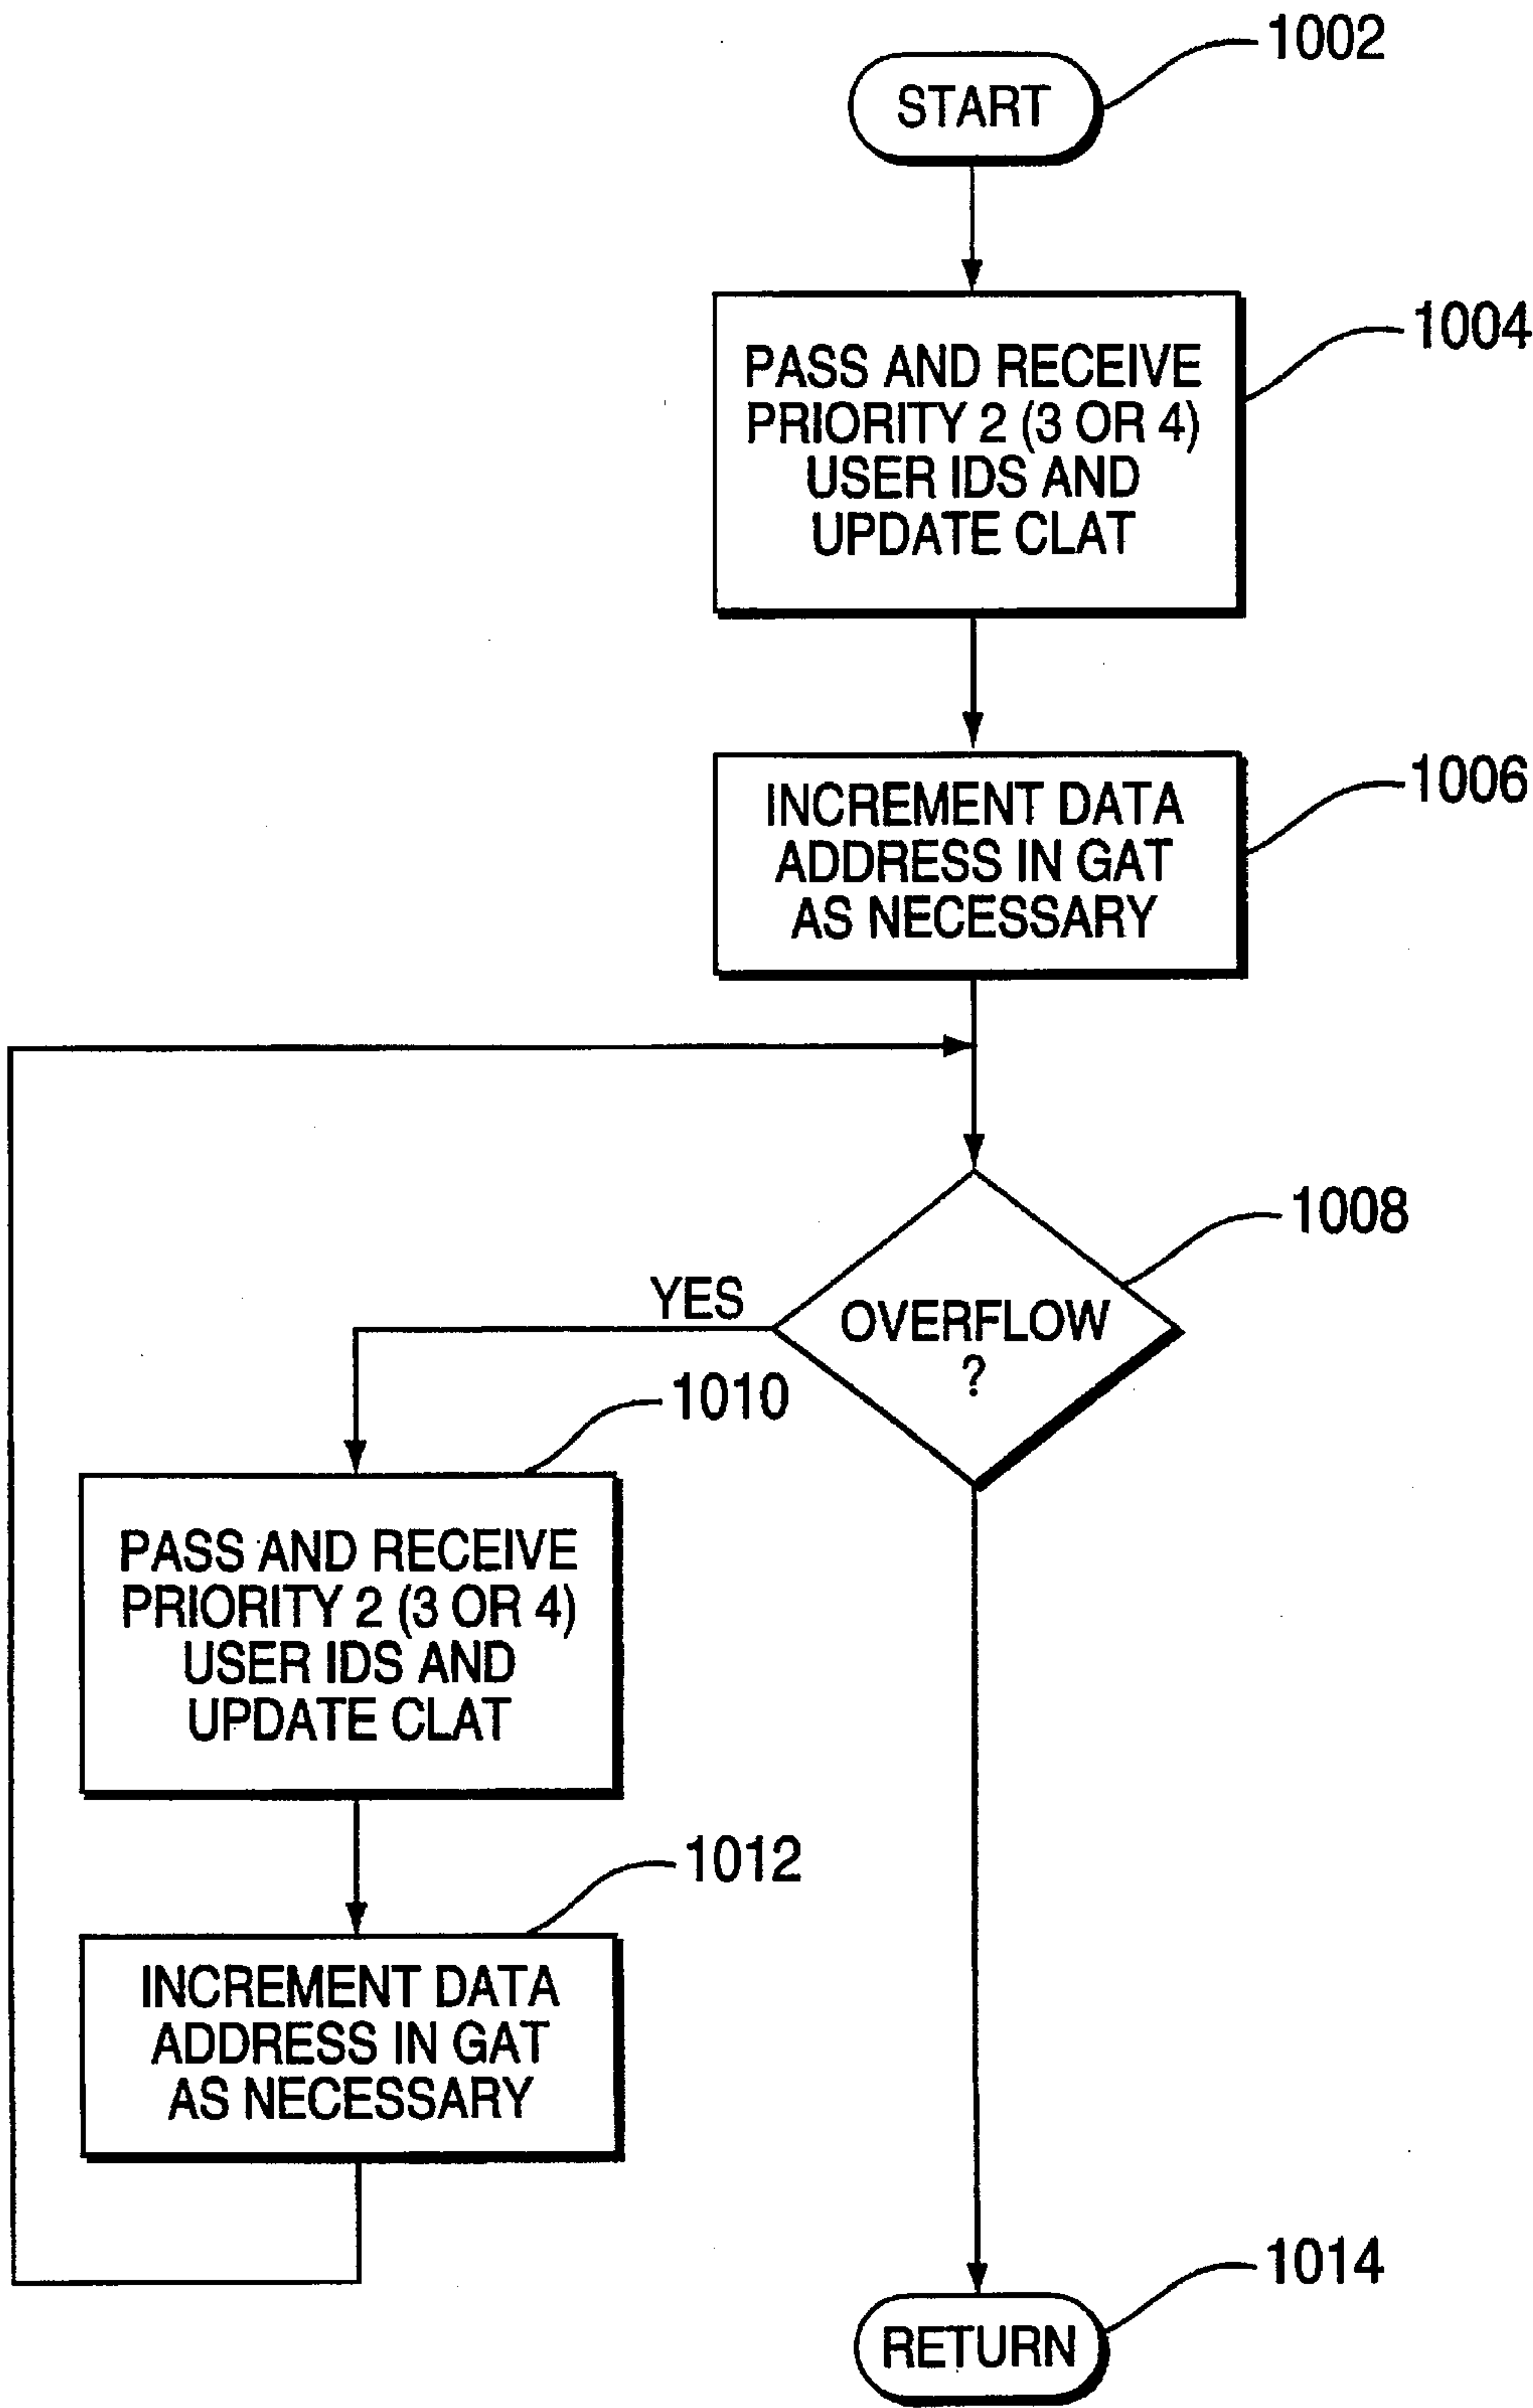 1002
START
1004
PASS AND RECEIVE
PRIORITY 2 (3 OR 4)
USER IDS AND
UPDATE CLAT
1006
INCREMENT DATA
ADDRESS IN GAT
AS NECESSARY
1008
YES
OVERFLOW
?
1010
PASS AND RECEIVE
PRIORITY 2 (3 OR 4)
USER IDS AND
UPDATE CLAT
1012
INCREMENT DATA
ADDRESS IN GAT
AS NECESSARY
1014
RETURN